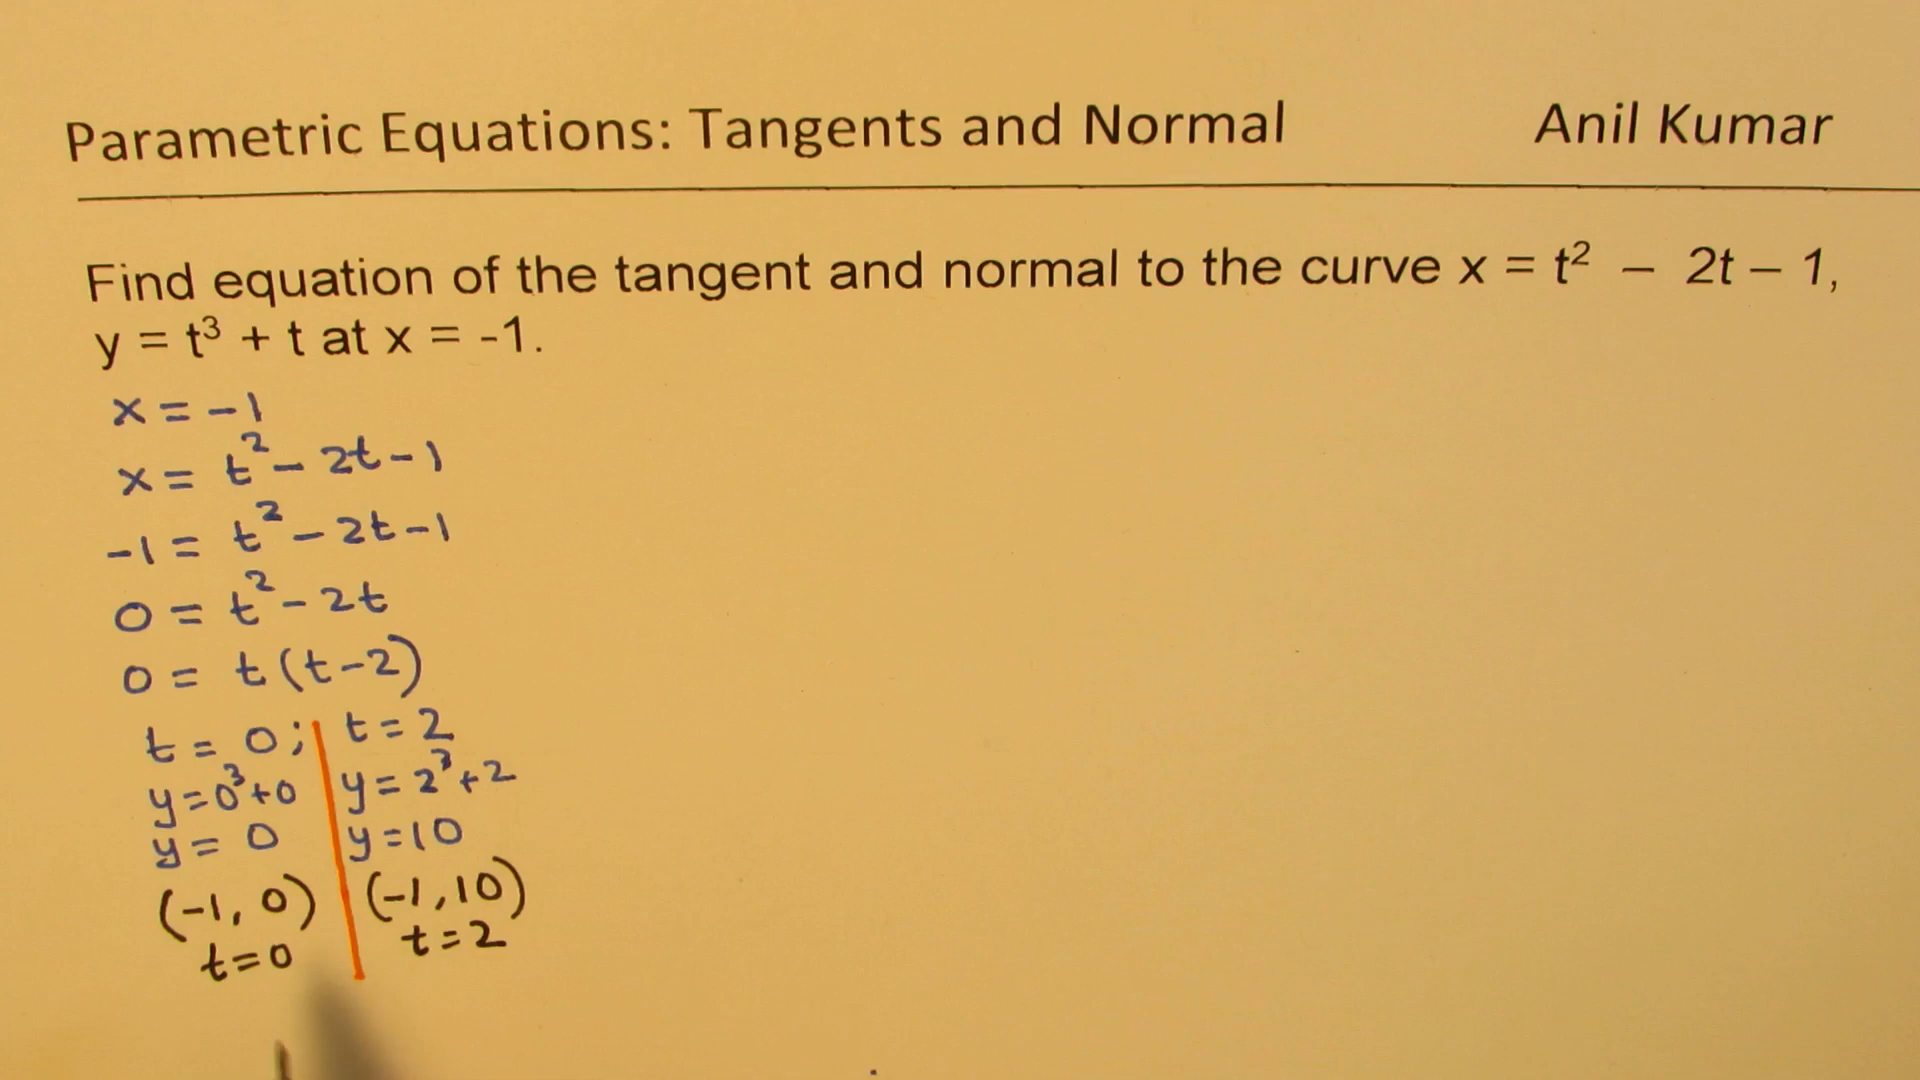 Parametric Equations: Tangents and Normal Anil Kumar
Find equation of the tangent and normal to the curve x = t² – 2t – 1,
y = t³ + t at x = -1.
x = -1
x = t² - 2t - 1
-1 = t² - 2t - 1
0 = t² - 2t
0 = t(t-2)
t = 0; t = 2
y = 0³+0 y = 2³+2
y = 0 y = 10
(-1, 0) (-1, 10)
t = 0 t = 2